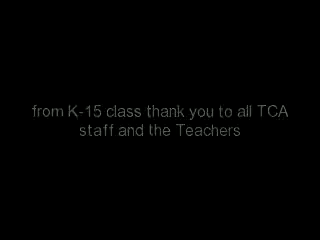 from K-15 class thank you to all TCA
staff and the Teachers